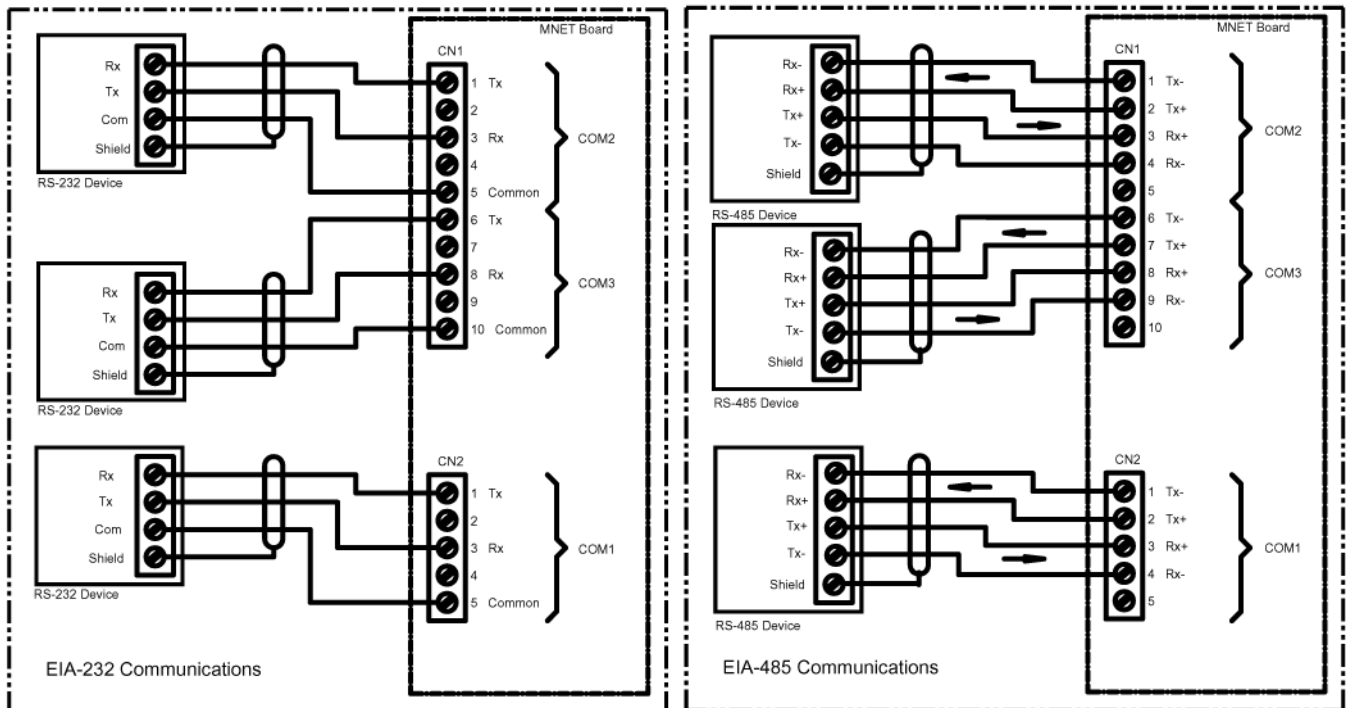 MNET Board
CN1
Rx
Tx
Com
Shield
RS-232 Device
1 Tx
2
3 Rx
4
5 Common
COM2
6 Tx
7
8 Rx
9
10 Common
COM3
Rx
Tx
Com
Shield
RS-232 Device
CN2
Rx
Tx
Com
Shield
RS-232 Device
1 Tx
2
3 Rx
4
5 Common
COM1
EIA-232 Communications
MNET Board
CN1
Rx-
Rx+
Tx+
Tx-
Shield
RS-485 Device
1 Tx-
2 Tx+
3 Rx+
4 Rx-
5
COM2
6 Tx-
7 Tx+
8 Rx+
9 Rx-
10
COM3
Rx-
Rx+
Tx+
Tx-
Shield
RS-485 Device
CN2
Rx-
Rx+
Tx+
Tx-
Shield
RS-485 Device
1 Tx-
2 Tx+
3 Rx+
4 Rx-
5
COM1
EIA-485 Communications